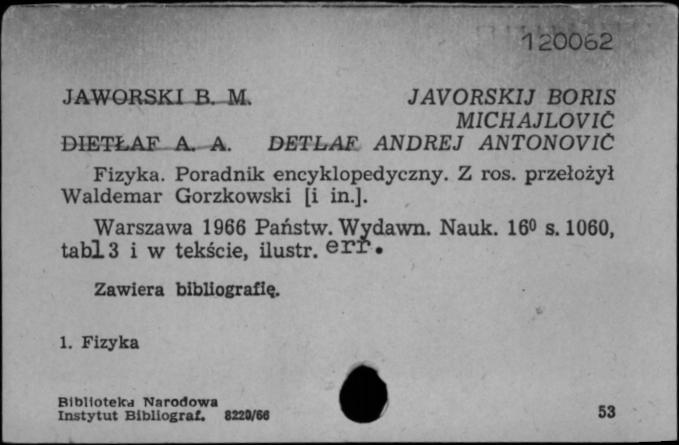 120062
JAWORSKI B. M. JAVORSKIJ BORIS
MICHAJLOVIČ
DIETŁAF A. A. DETLAF ANDREJ ANTONOVIČ
Fizyka. Poradnik encyklopedyczny. Z ros. przełożył
Waldemar Gorzkowski [i in.].
Warszawa 1966 Państw. Wydawn. Nauk. 16⁰ s. 1060,
tabl 3 i w tekście, ilustr. err.
Zawiera bibliografię.
1. Fizyka
Biblioteka Narodowa
Instytut Bibliograf. 8220/66 53